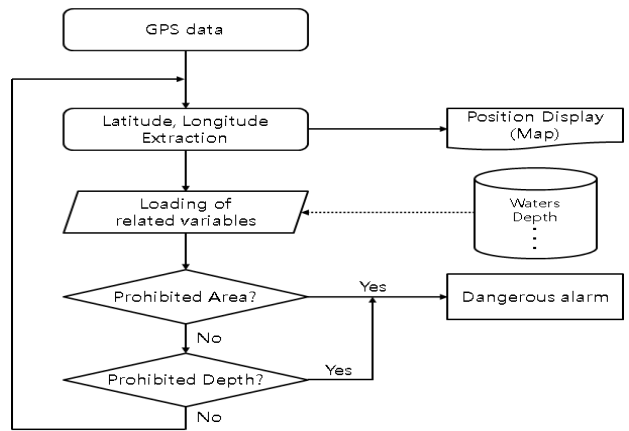 GPS data
Latitude, Longitude
Extraction
Position Display
(Map)
Loading of
related variables
Waters
Depth
Prohibited Area?
Yes
Dangerous alarm
No
Prohibited Depth?
Yes
No